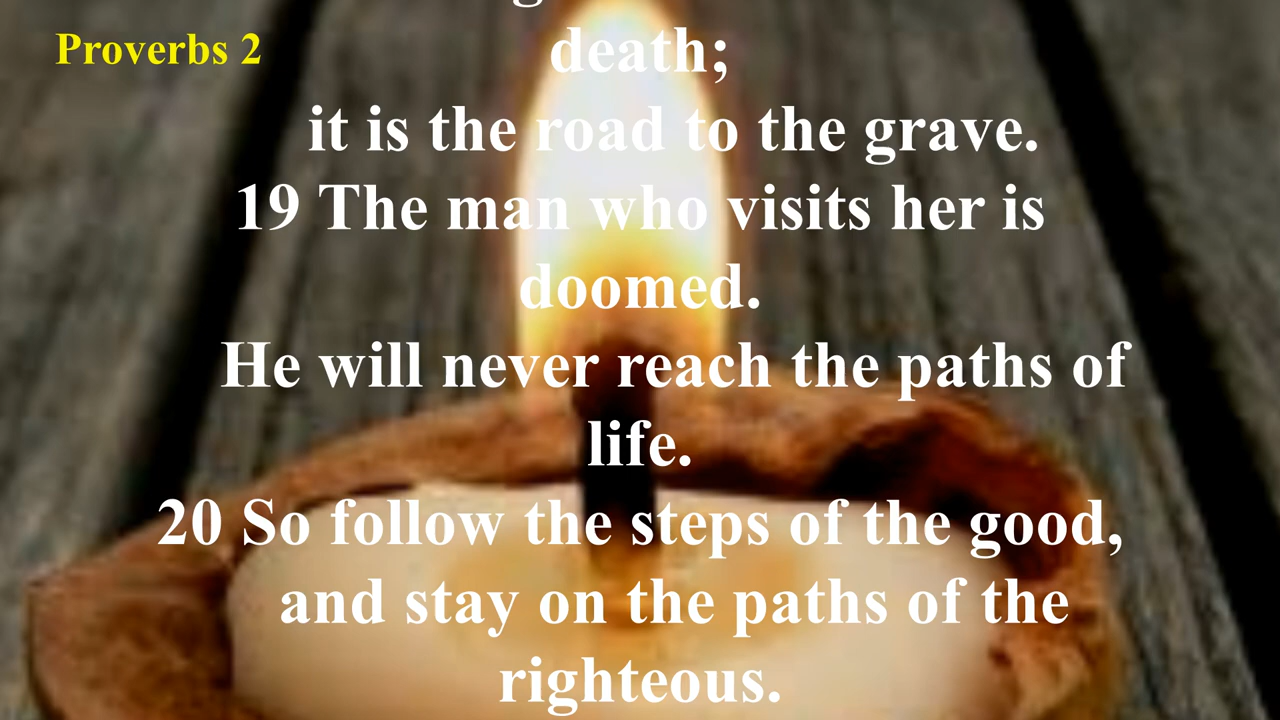 Proverbs 2
death;
it is the road to the grave.
19 The man who visits her is
doomed.
He will never reach the paths of
life.
20 So follow the steps of the good,
and stay on the paths of the
righteous.